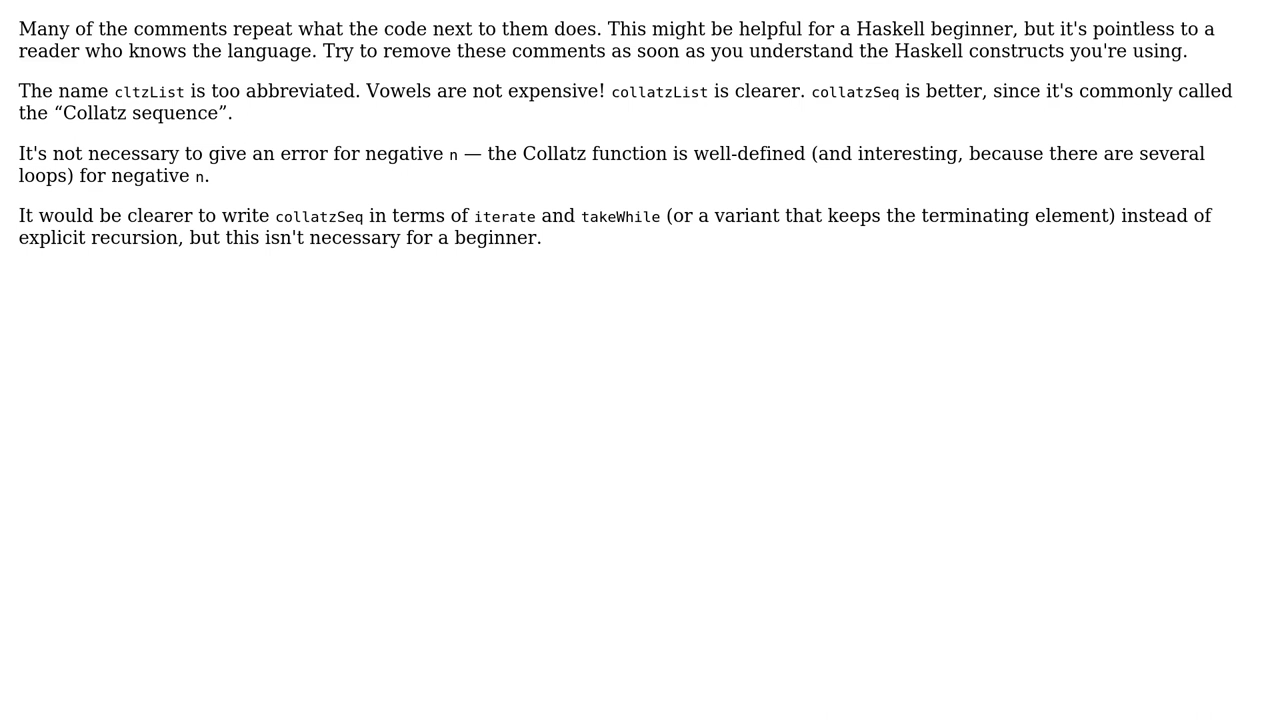 Many of the comments repeat what the code next to them does. This might be helpful for a Haskell beginner, but it's pointless to a
reader who knows the language. Try to remove these comments as soon as you understand the Haskell constructs you're using.
The name cltzList is too abbreviated. Vowels are not expensive! collatzList is clearer. collatzSeq is better, since it's commonly called
the “Collatz sequence”.
It's not necessary to give an error for negative n — the Collatz function is well-defined (and interesting, because there are several
loops) for negative n.
It would be clearer to write collatzSeq in terms of iterate and takeWhile (or a variant that keeps the terminating element) instead of
explicit recursion, but this isn't necessary for a beginner.